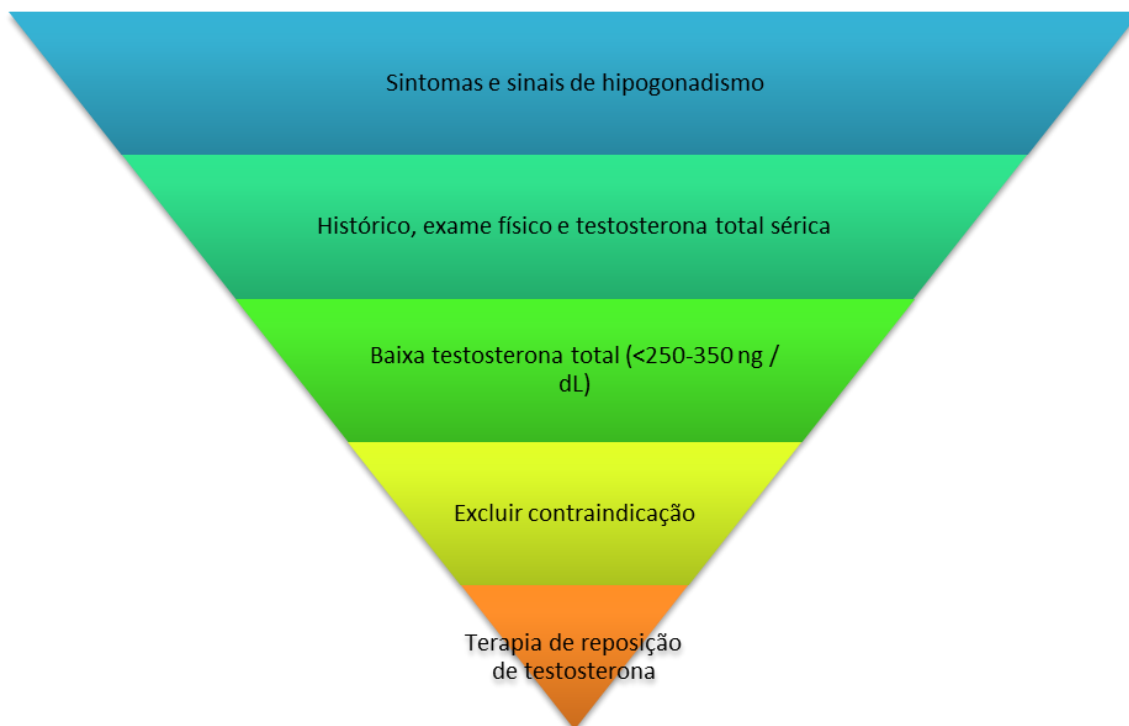 Sintomas e sinais de hipogonadismo
Histórico, exame físico e testosterona total sérica
Baixa testosterona total (<250-350 ng /
dL)
Excluir contraindicação
Terapia de reposição
de testosterona